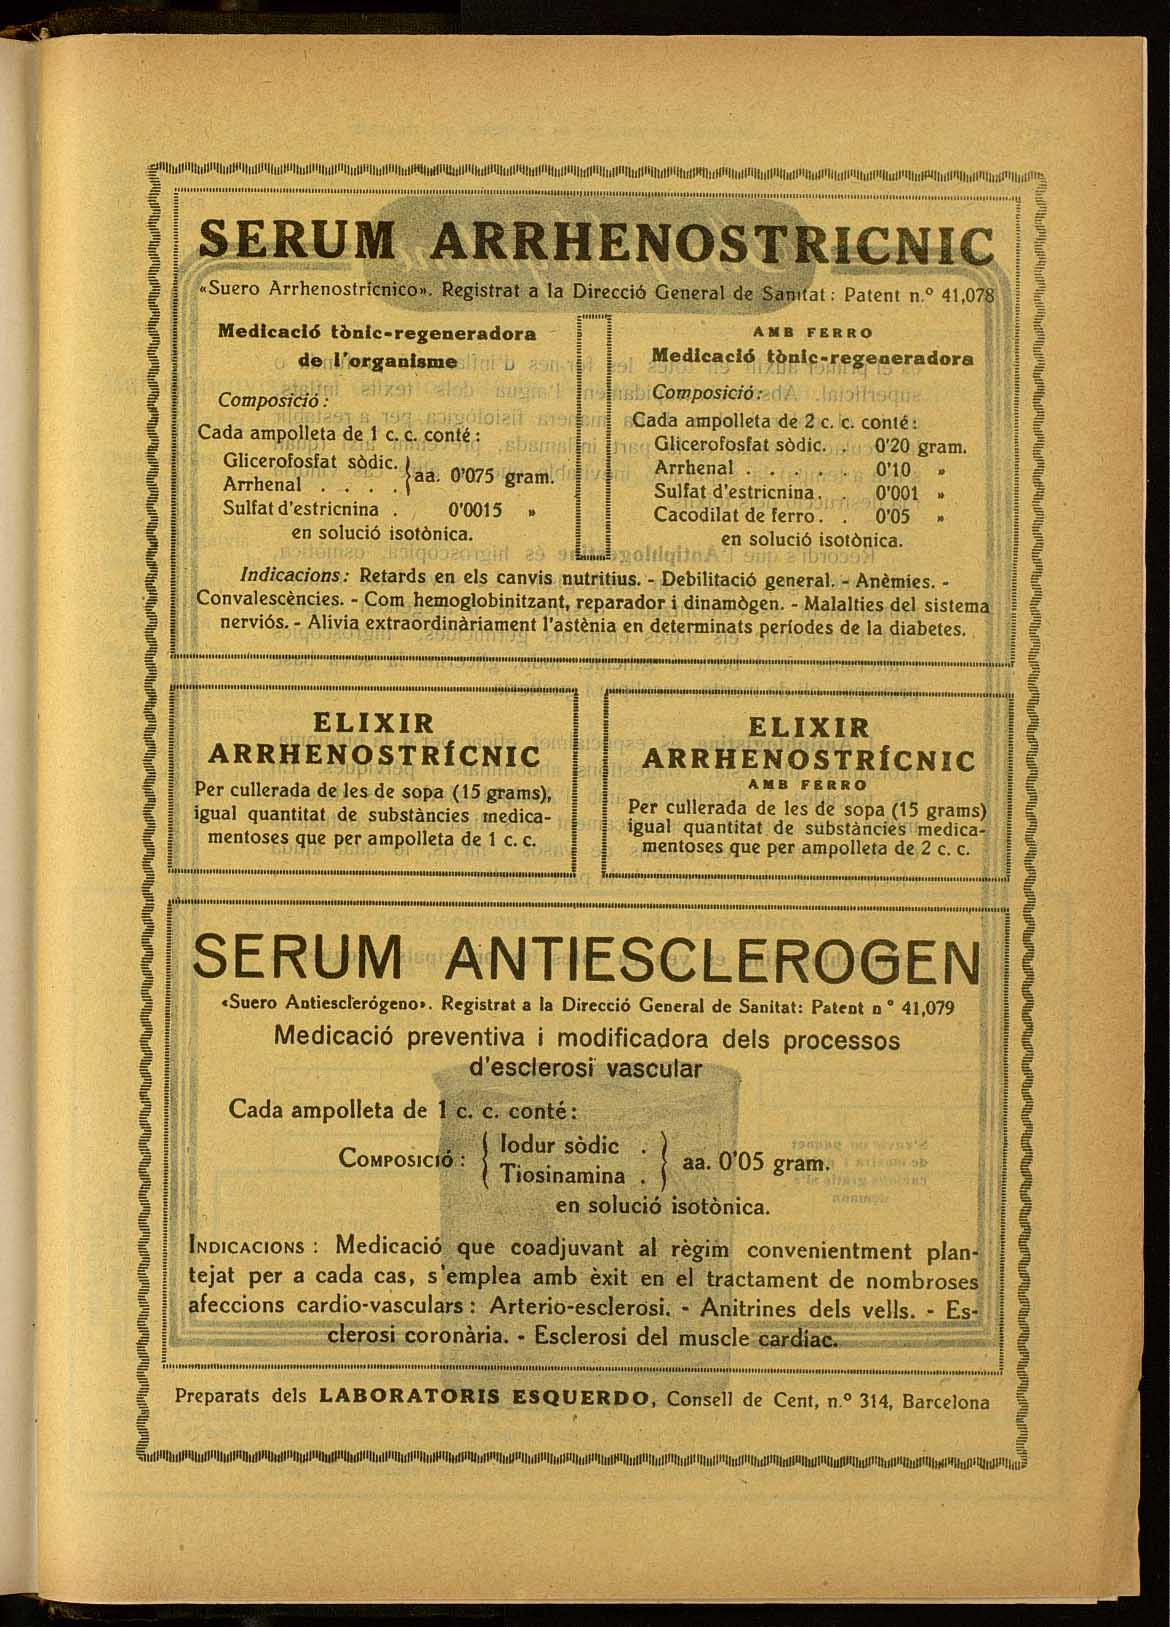 SERUM ARRHENOSTRICNIC
«Suero Arrhenostrícnico». Registrat a la Direcció General de Sanitat: Patent n.º 41,078
Medicació tònic-regeneradora
de l'organisme
Composició:
Cada ampolleta de 1 c. c. conté:
Glicerofosfat sòdic. } aa. 0'075 gram.
Arrhenal . . . . }
Sulfat d'estricnina . 0'0015 »
en solució isotònica.
AMB FERRO
Medicació tònic-regeneradora
Composició:
Cada ampolleta de 2 c. c. conté:
Glicerofosfat sòdic. . 0'20 gram.
Arrhenal . . . . . 0'10 »
Sulfat d'estricnina. . 0'001 »
Cacodilat de ferro. . 0'05 »
en solució isotònica.
Indicacions: Retards en els canvis nutritius. - Debilitació general. - Anèmies. -
Convalescències. - Com hemoglobinitzant, reparador i dinamògen. - Malalties del sistema
nerviós. - Alivia extraordinàriament l'astènia en determinats períodes de la diabetes.
ELIXIR
ARRHENOSTRÍCNIC
Per cullerada de les de sopa (15 grams),
igual quantitat de substàncies medica-
mentoses que per ampolleta de 1 c. c.
ELIXIR
ARRHENOSTRÍCNIC
AMB FERRO
Per cullerada de les de sopa (15 grams)
igual quantitat de substàncies medica-
mentoses que per ampolleta de 2 c. c.
SERUM ANTIESCLEROGEN
«Suero Antiesclerógeno». Registrat a la Direcció General de Sanitat: Patent n º 41,079
Medicació preventiva i modificadora dels processos
d'esclerosi vascular
Cada ampolleta de 1 c. c. conté:
COMPOSICIÓ: { Iodur sòdic . } aa. 0'05 gram.
{ Tiosinamina . }
en solució isotònica.
INDICACIONS: Medicació que coadjuvant al règim convenientment plan-
tejat per a cada cas, s'emplea amb èxit en el tractament de nombroses
afeccions cardio-vasculars: Arterio-esclerosi. - Anitrines dels vells. - Es-
clerosi coronària. - Esclerosi del muscle cardíac.
Preparats dels LABORATORIS ESQUERDO, Consell de Cent, n.º 314, Barcelona